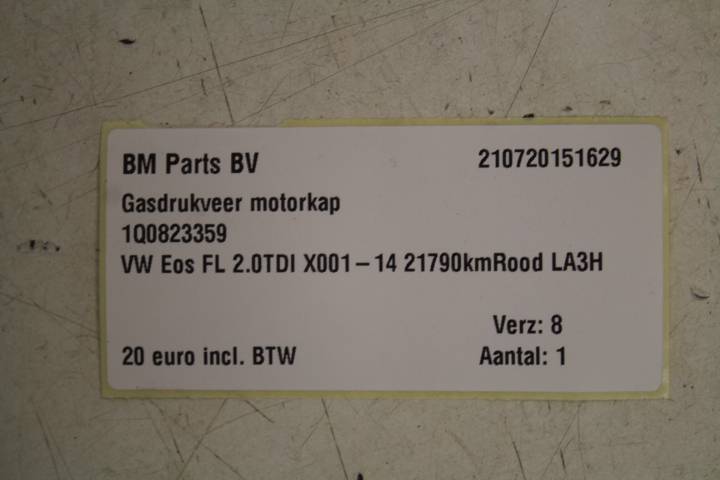 BM Parts BV 210720151629
Gasdrukveer motorkap
1Q0823359
VW Eos FL 2.0TDI X001-14 21790kmRood LA3H
Verz: 8
20 euro incl. BTW Aantal: 1